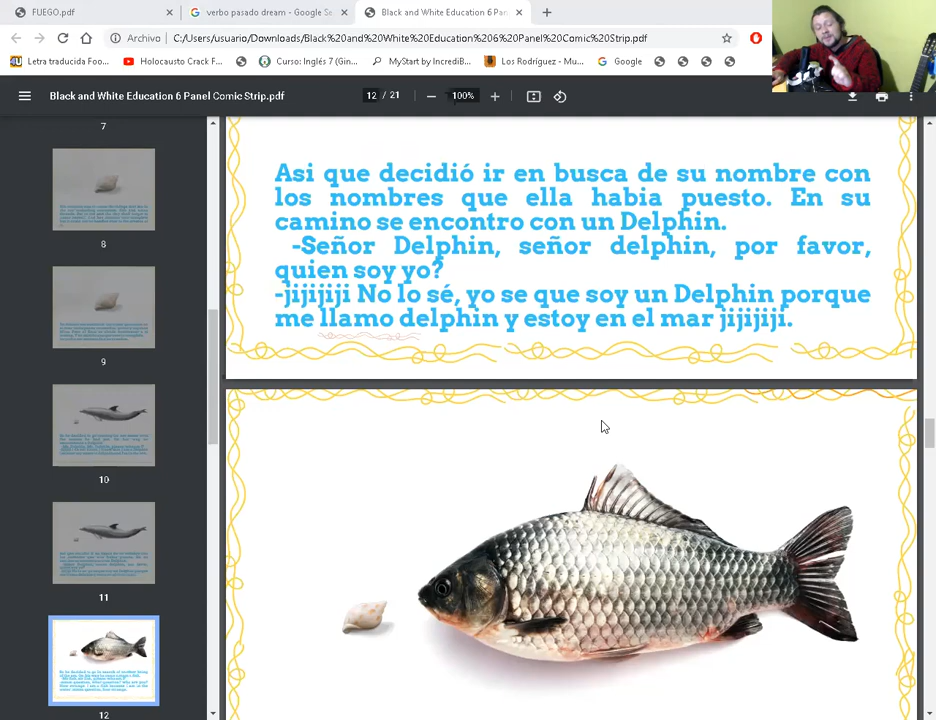 FUEGO.pdf
verbo pasado dream - Google Se
Black and White Education 6 Pan
Archivo
C:/Users/usuario/Downloads/Black%20and%20White%20Education%206%20Panel%20Comic%20Strip.pdf
Letra traducida Foo...
Holocausto Crack F...
Curso: Inglés 7 (Gin...
MyStart by IncrediB...
Los Rodríguez - Mu...
Google
Black and White Education 6 Panel Comic Strip.pdf
12 / 21
100%
7
8
9
10
11
12
Asi que decidió ir en busca de su nombre con
los nombres que ella habia puesto. En su
camino se encontro con un Delphin.
-Señor Delphin, señor delphin, por favor,
quien soy yo?
-jijijiji No lo sé, yo se que soy un Delphin porque
me llamo delphin y estoy en el mar jijijiji.